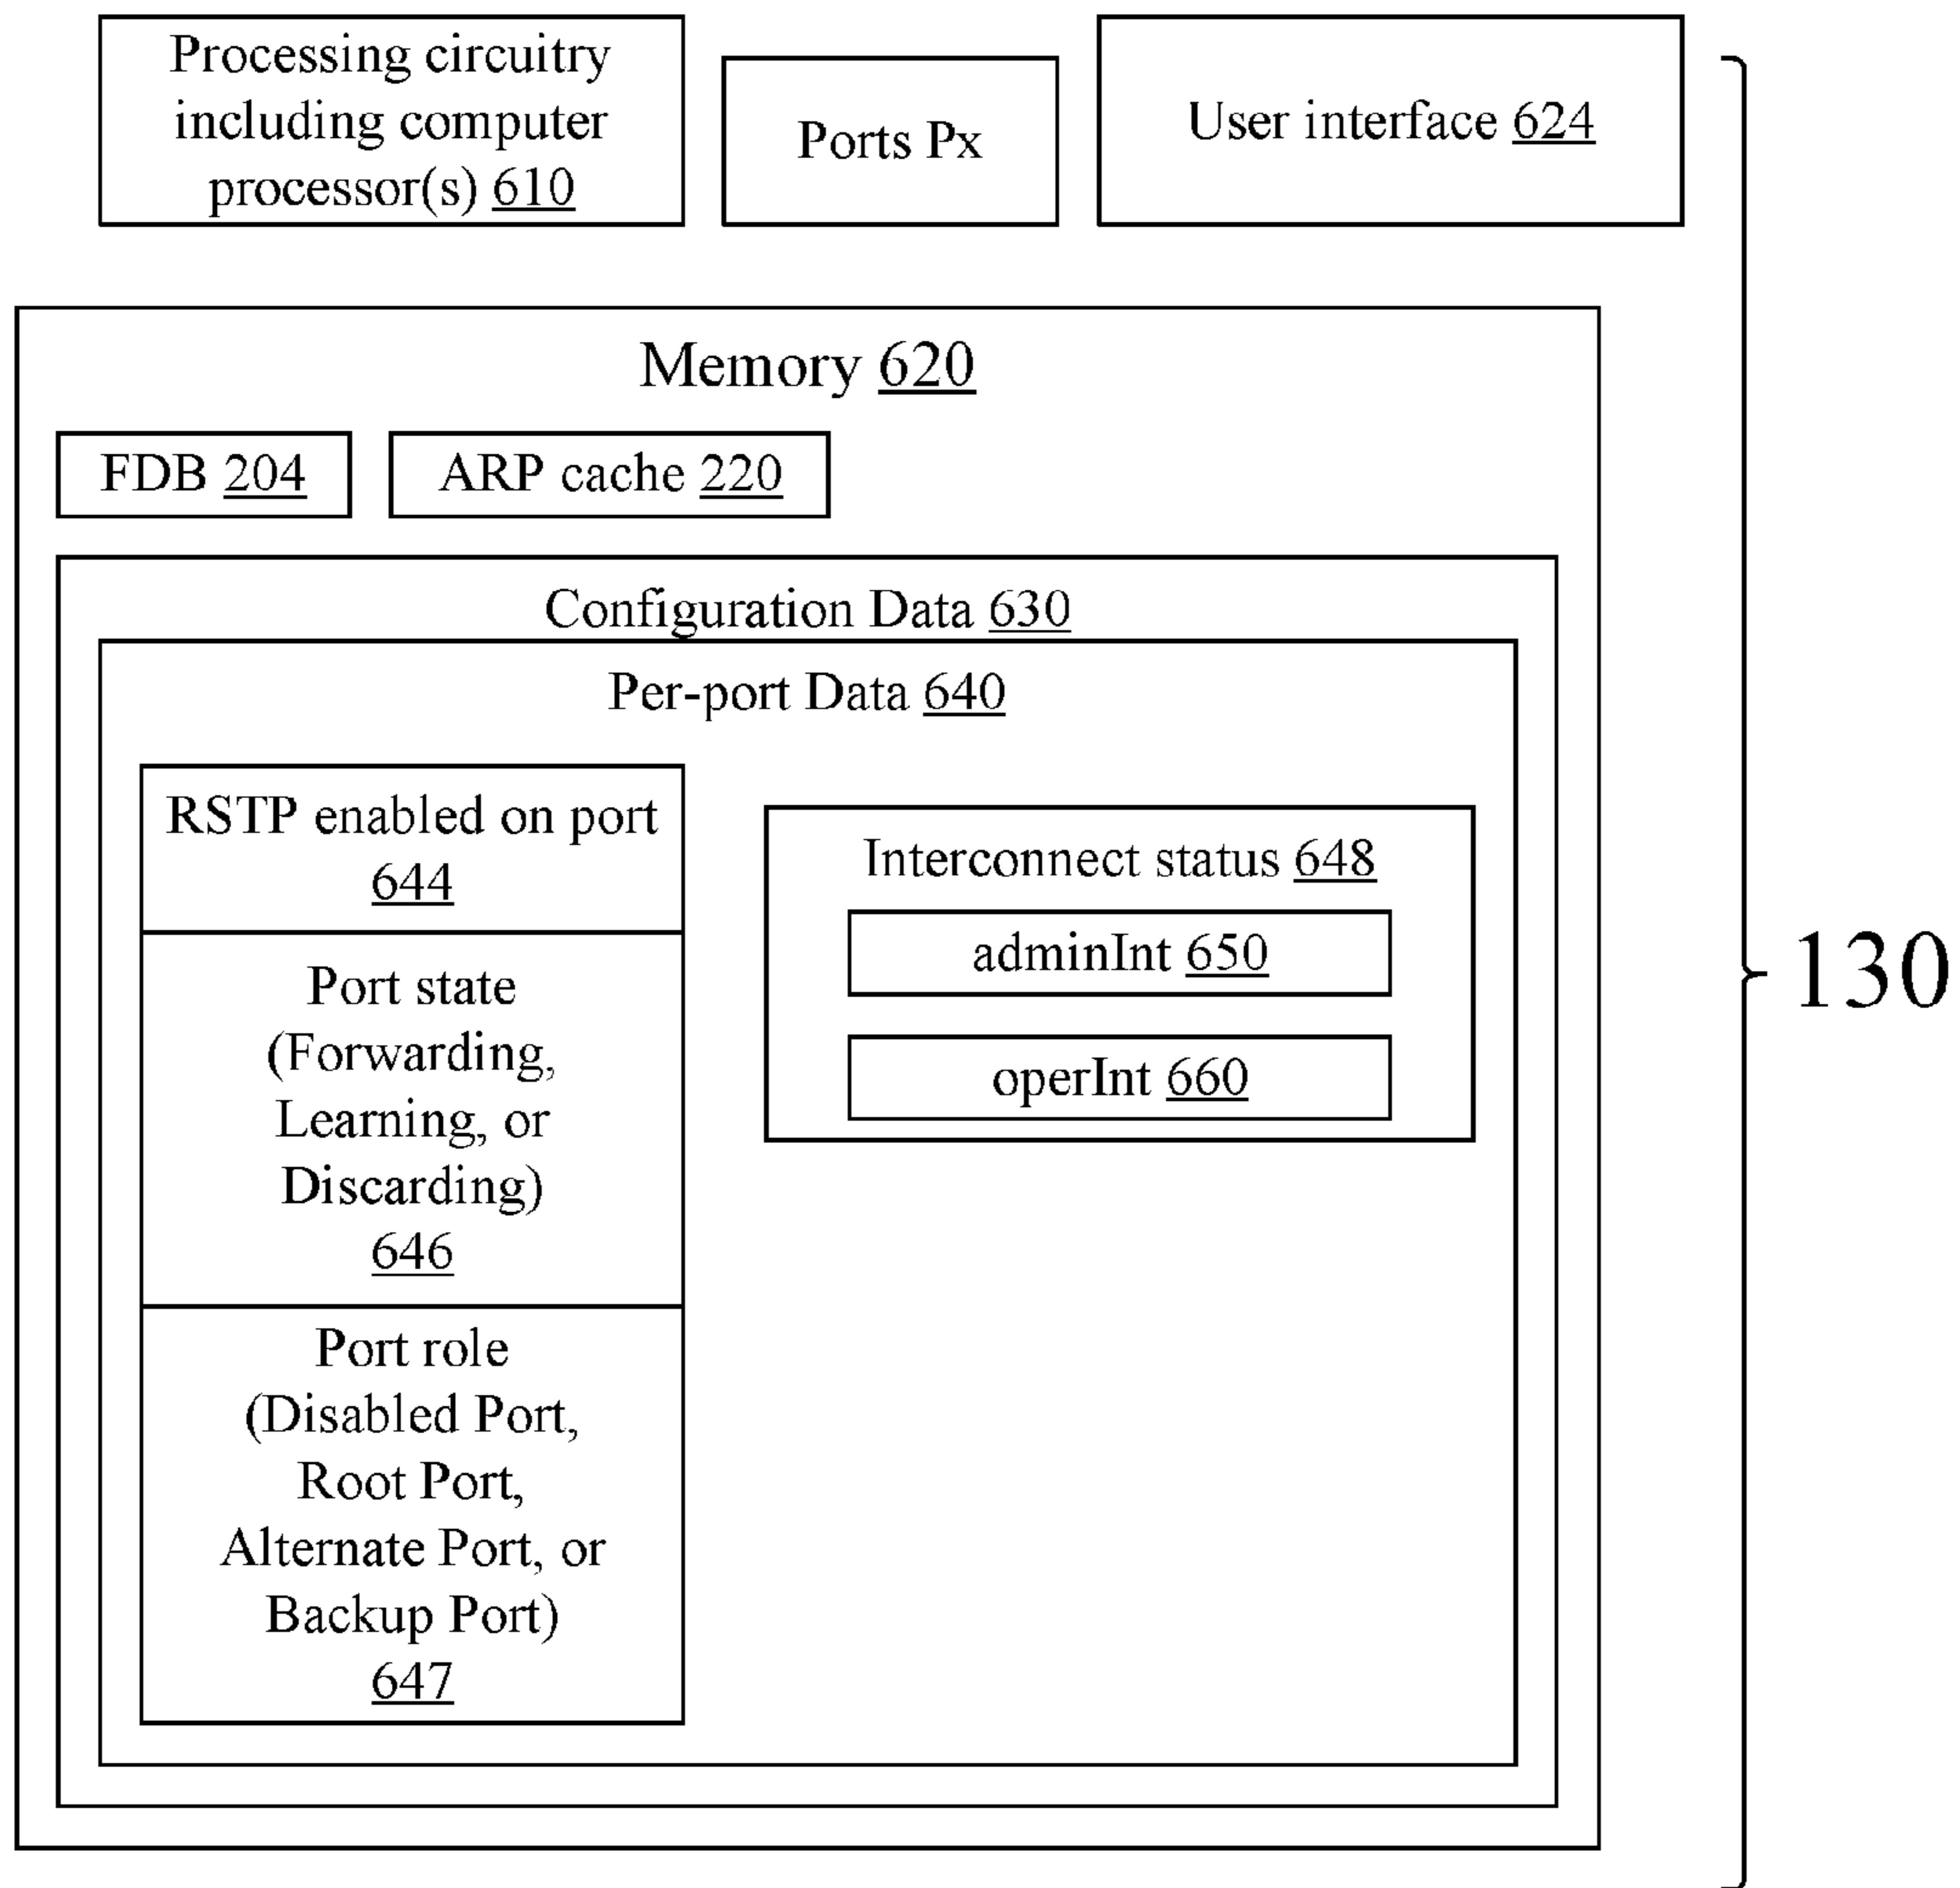 Processing circuitry
including computer
processor(s) 610
Ports Px
User interface 624
Memory 620
FDB 204
ARP cache 220
Configuration Data 630
Per-port Data 640
RSTP enabled on port
644
Port state
(Forwarding,
Learning, or
Discarding)
646
Port role
(Disabled Port,
Root Port,
Alternate Port, or
Backup Port)
647
Interconnect status 648
adminInt 650
operInt 660
130